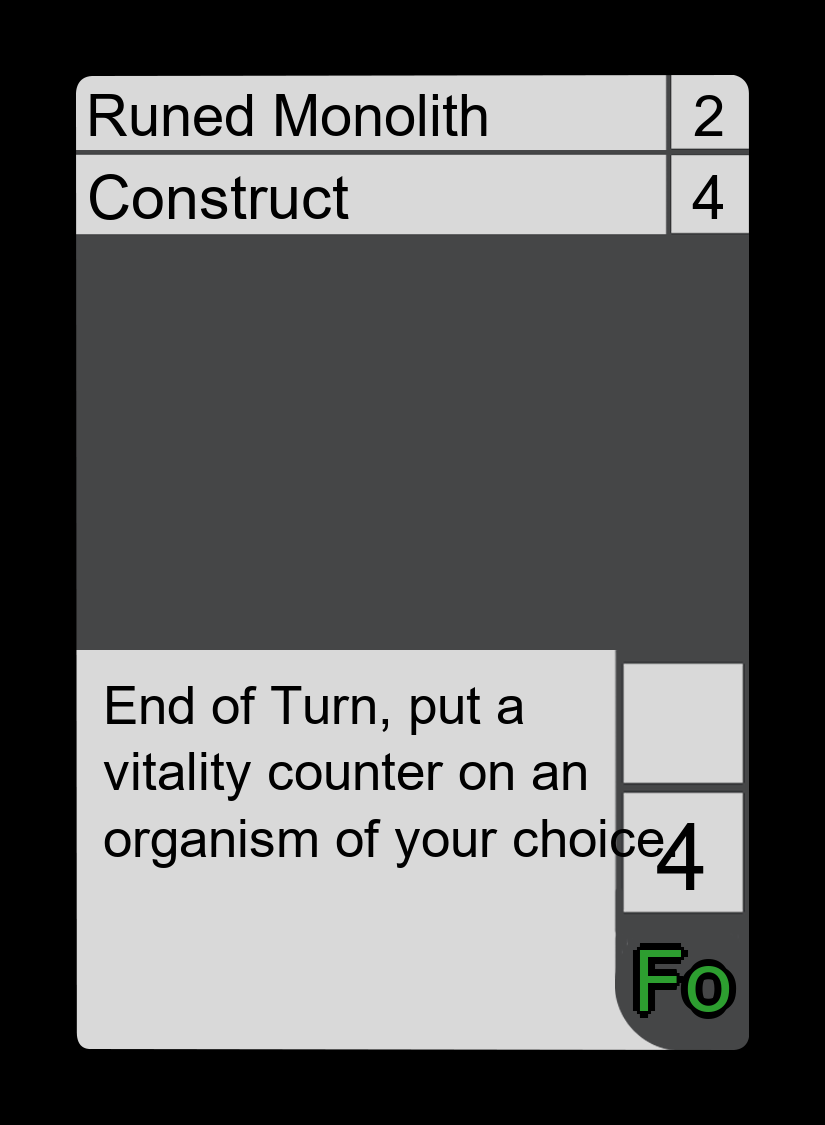 Runed Monolith 2
Construct 4
End of Turn, put a
vitality counter on an
organism of your choice.
4
Fo